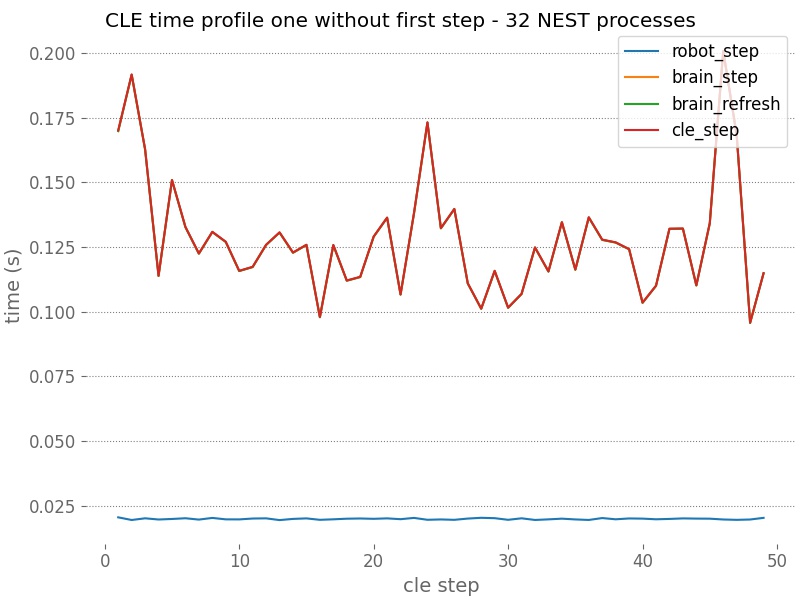 CLE time profile one without first step - 32 NEST processes
robot_step
brain_step
brain_refresh
cle_step
time (s)
0.200
0.175
0.150
0.125
0.100
0.075
0.050
0.025
0 10 20 30 40 50
cle step